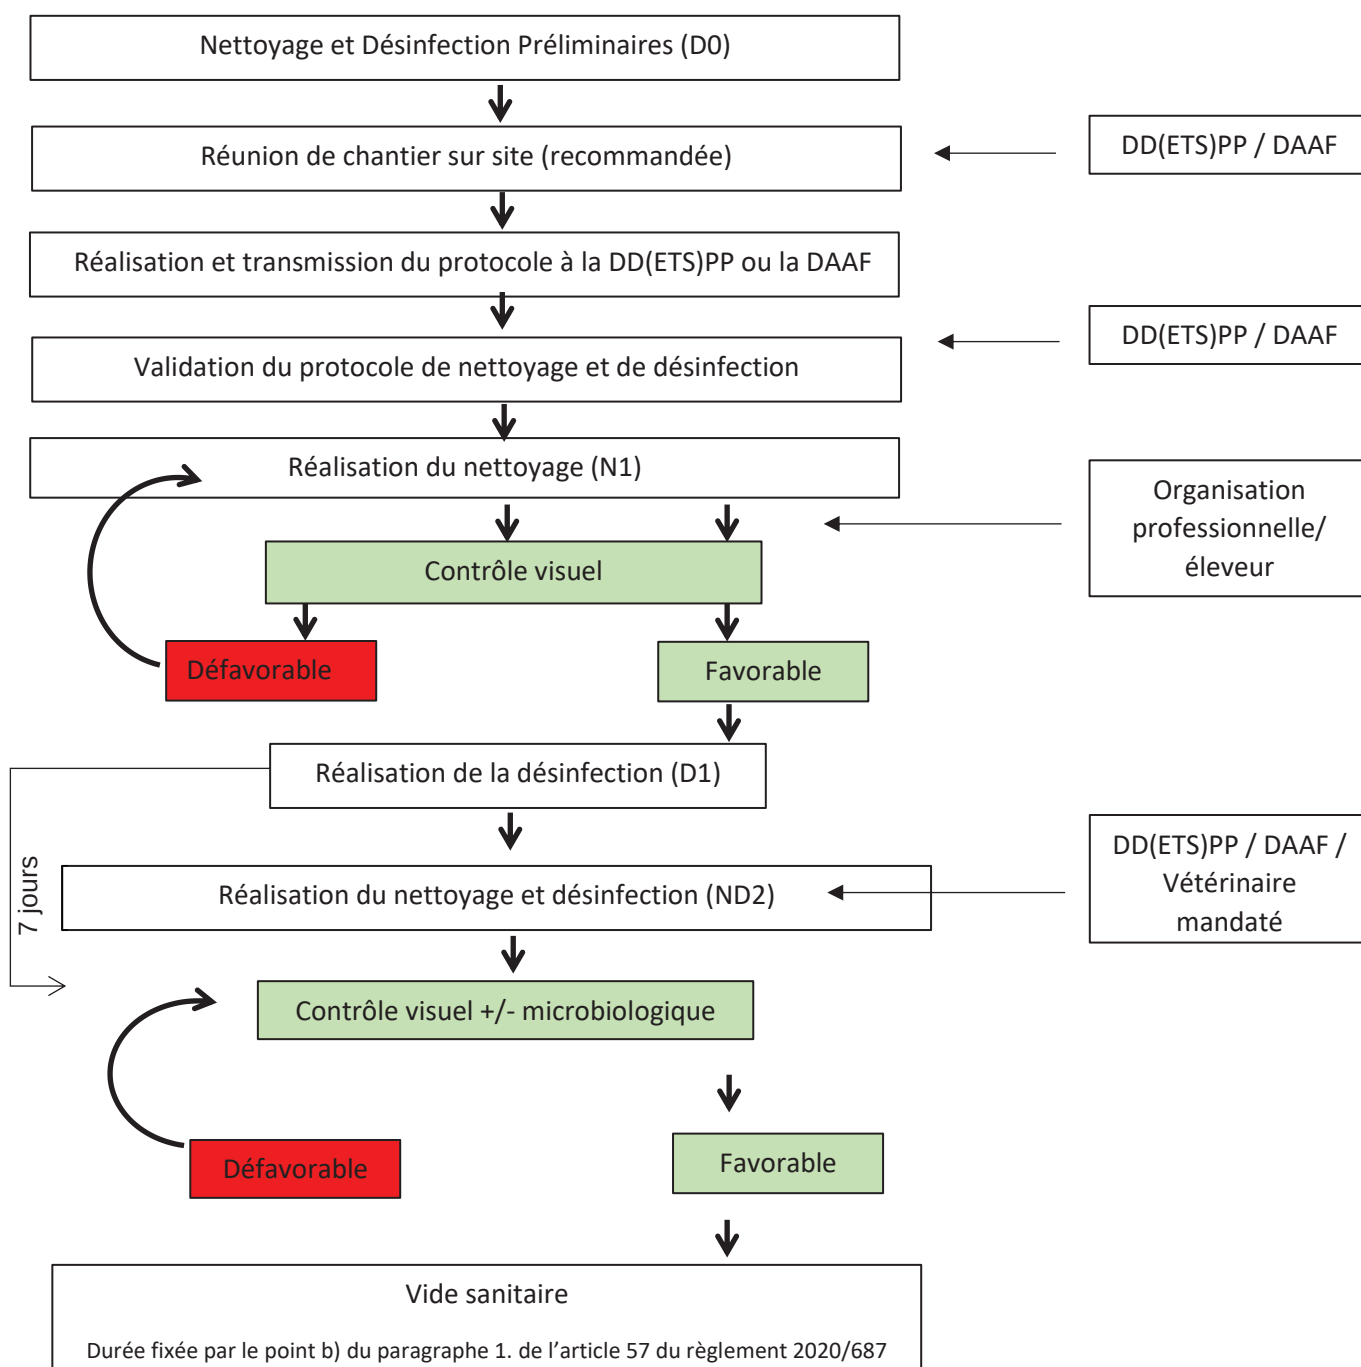 Nettoyage et Désinfection Préliminaires (D0)
Réunion de chantier sur site (recommandée)
DD(ETS)PP / DAAF
Réalisation et transmission du protocole à la DD(ETS)PP ou la DAAF
Validation du protocole de nettoyage et de désinfection
DD(ETS)PP / DAAF
Réalisation du nettoyage (N1)
Organisation
professionnelle/
éleveur
Contrôle visuel
Défavorable
Favorable
Réalisation de la désinfection (D1)
7 jours
Réalisation du nettoyage et désinfection (ND2)
DD(ETS)PP / DAAF /
Vétérinaire
mandaté
Contrôle visuel +/- microbiologique
Défavorable
Favorable
Vide sanitaire
Durée fixée par le point b) du paragraphe 1. de l’article 57 du règlement 2020/687